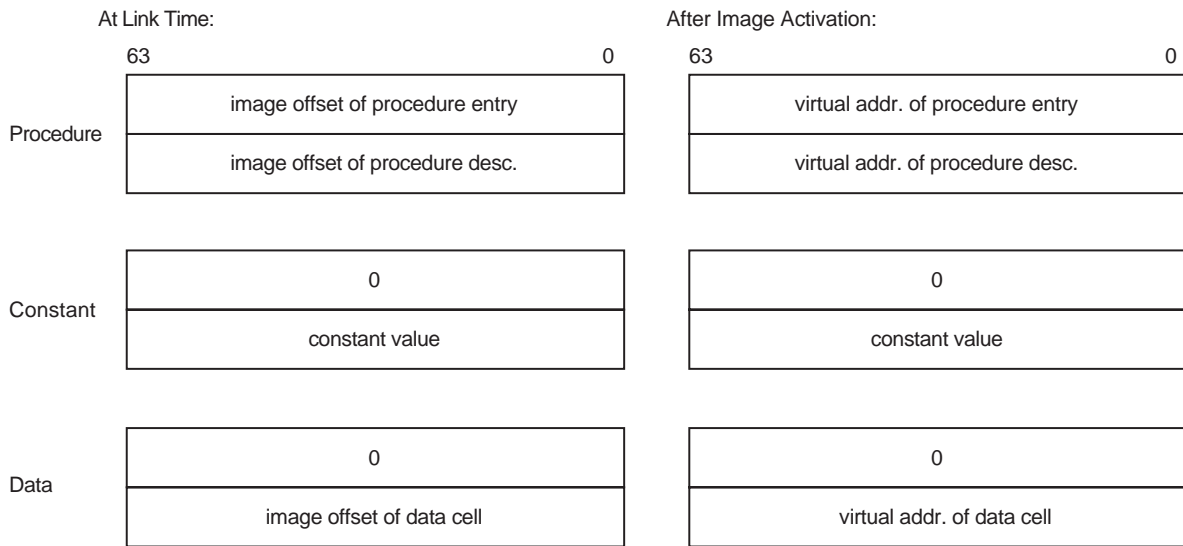 At Link Time: After Image Activation:
63 0 63 0
image offset of procedure entry virtual addr. of procedure entry
Procedure
image offset of procedure desc. virtual addr. of procedure desc.
0 0
Constant
constant value constant value
0 0
Data
image offset of data cell virtual addr. of data cell